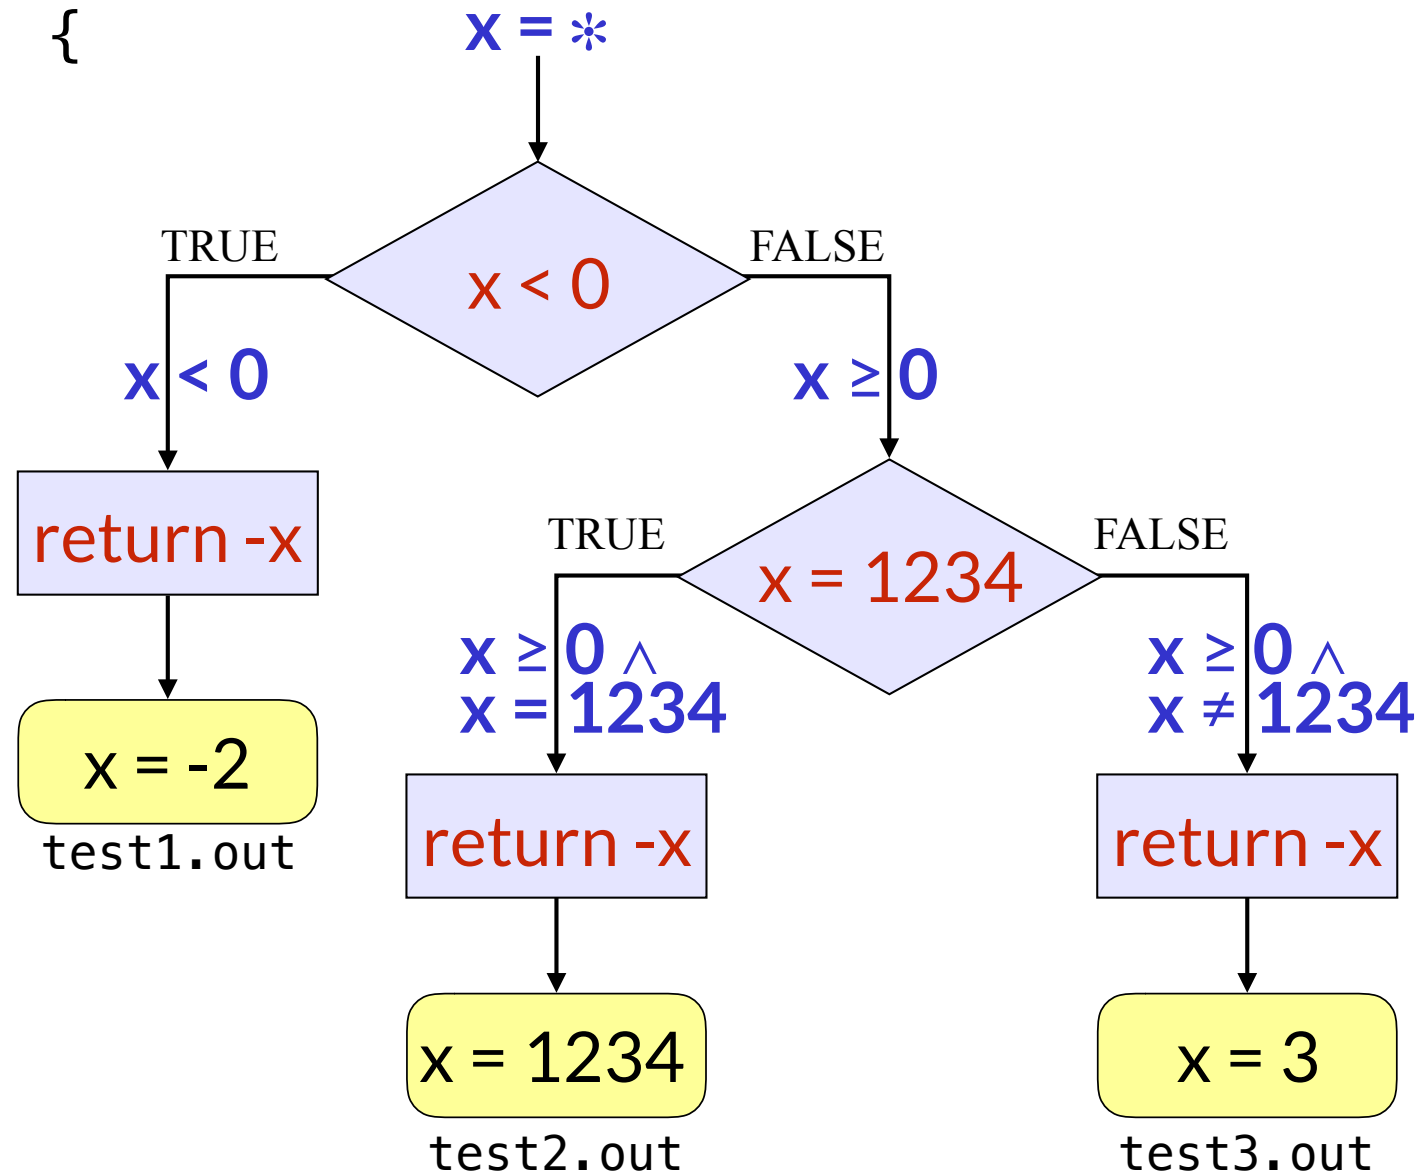 {
x = *
TRUE
FALSE
x < 0
x < 0
x ≥ 0
return -x
TRUE
FALSE
x = 1234
x ≥ 0 ∧
x = 1234
x ≥ 0 ∧
x ≠ 1234
x = -2
test1.out
return -x
return -x
x = 1234
x = 3
test2.out
test3.out